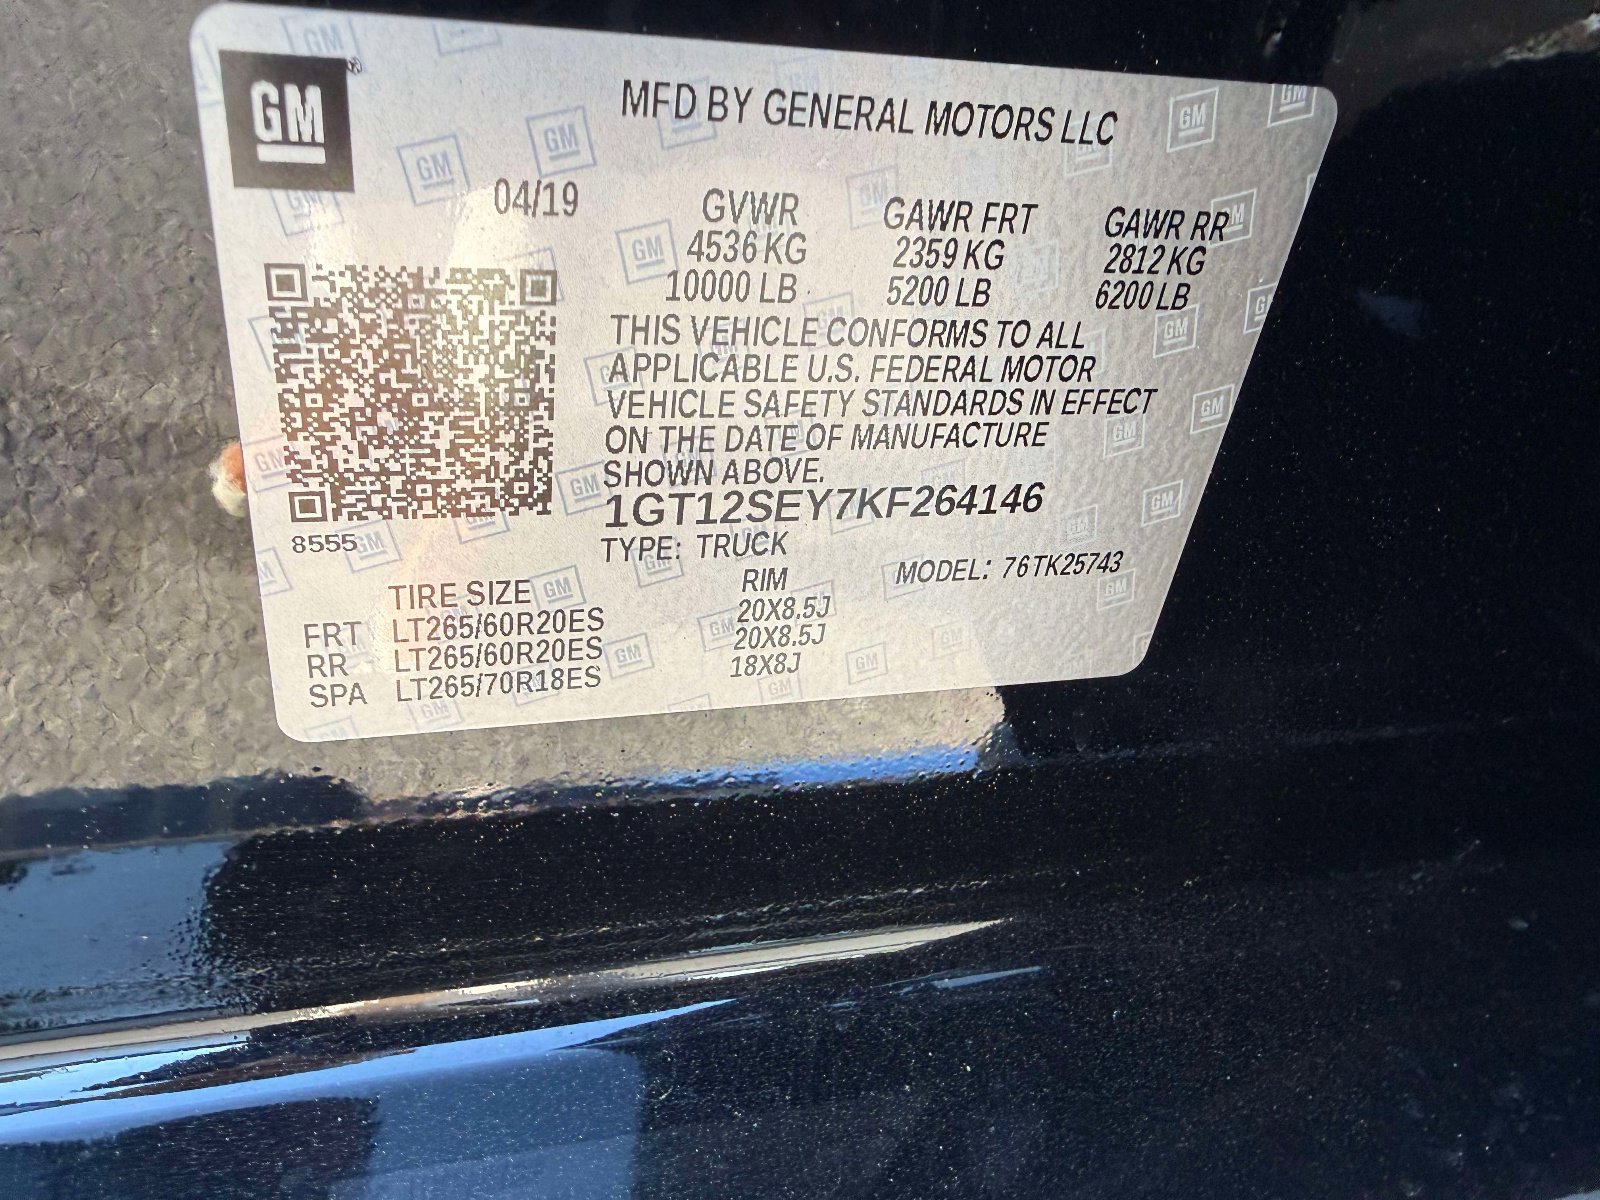 GM
MFD BY GENERAL MOTORS LLC
04/19
GVWR GAWR FRT GAWR RR
4536 KG 2359 KG 2812 KG
10000 LB 5200 LB 6200 LB
THIS VEHICLE CONFORMS TO ALL
APPLICABLE U.S. FEDERAL MOTOR
VEHICLE SAFETY STANDARDS IN EFFECT
ON THE DATE OF MANUFACTURE
SHOWN ABOVE.
1GT12SEY7KF264146
8555
TYPE: TRUCK MODEL: 76TK25743
TIRE SIZE RIM
FRT LT265/60R20ES 20X8.5J
RR LT265/60R20ES 20X8.5J
SPA LT265/70R18ES 18X8J